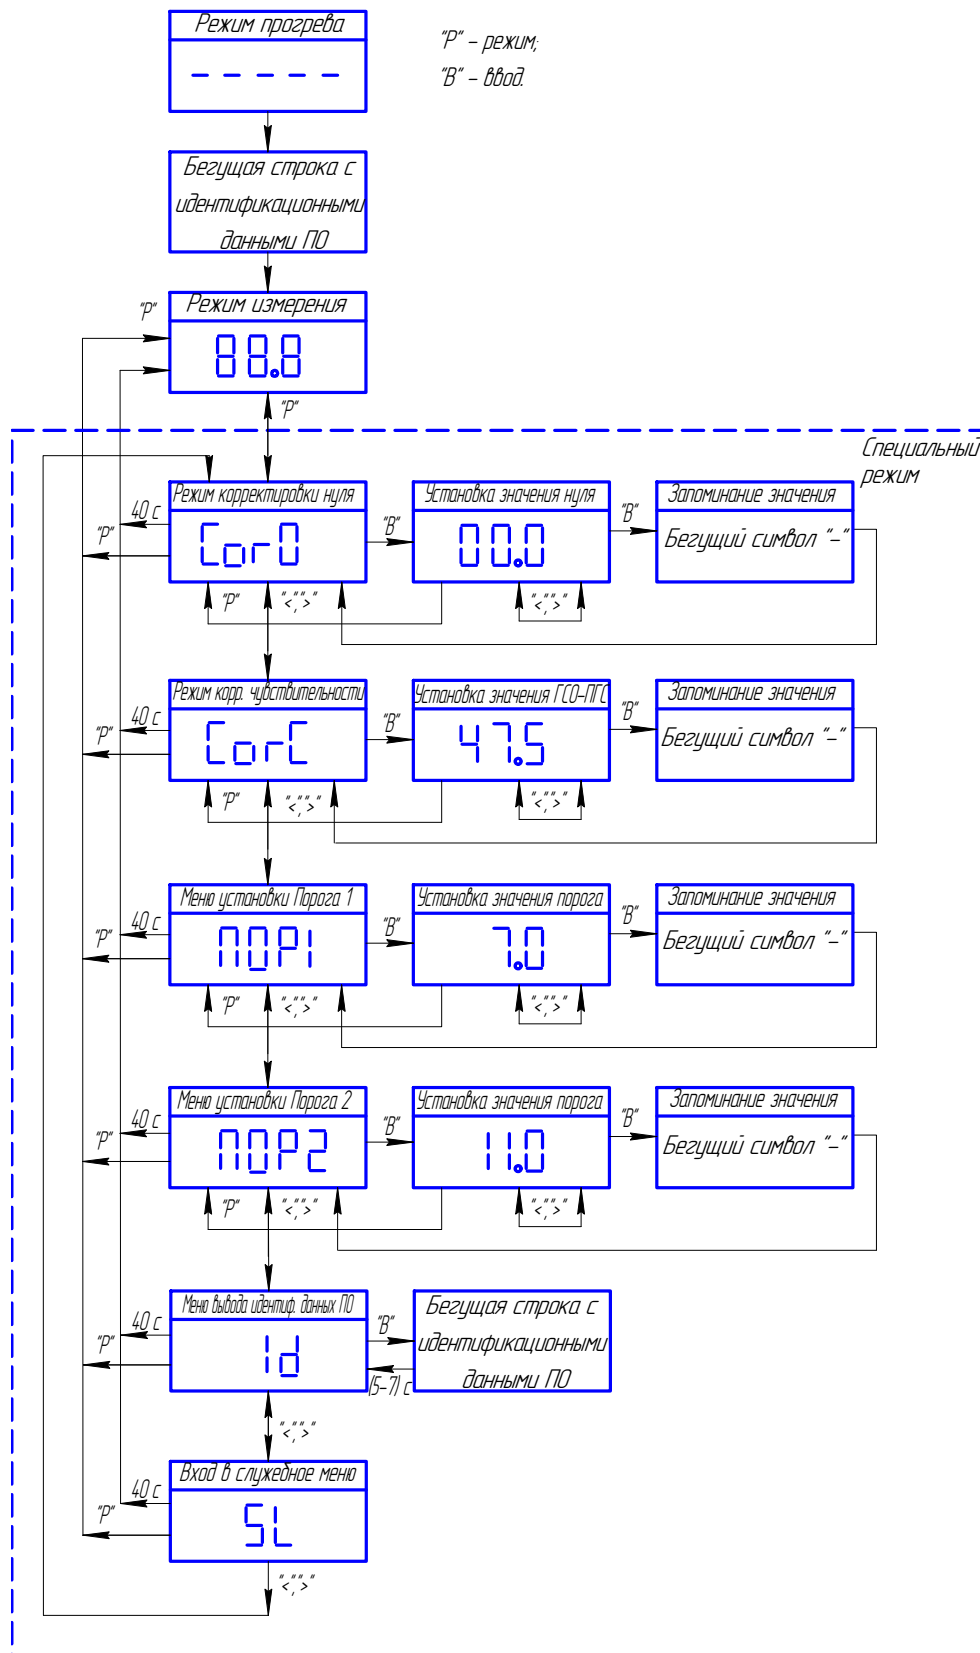 Режим прогрева
- - - - -
"Р" - режим;
"В" - ввод.
Бегущая строка с
идентификационными
данными ПО
Режим измерения
88.8
"Р"
"Р"
Специальный
режим
Режим корректировки нуля
Cor0
40 с
"Р"
"В"
Установка значения нуля
00.0
"В"
Запоминание значения
Бегущий символ "-"
"Р"
"<",">"
"<",">"
Режим корр. чувствительности
CorC
40 с
"Р"
"В"
Установка значения ГСО-ПГС
47.5
"В"
Запоминание значения
Бегущий символ "-"
"Р"
"<",">"
"<",">"
Меню установки Порога 1
ПОР1
40 с
"Р"
"В"
Установка значения порога
7.0
"В"
Запоминание значения
Бегущий символ "-"
"Р"
"<",">"
"<",">"
Меню установки Порога 2
ПОР2
40 с
"Р"
"В"
Установка значения порога
11.0
"В"
Запоминание значения
Бегущий символ "-"
"Р"
"<",">"
"<",">"
Меню вывода идентиф. данных ПО
Id
40 с
"Р"
"В"
(5-7) с
Бегущая строка с
идентификационными
данными ПО
"<",">"
Вход в служебное меню
SL
40 с
"Р"
"<",">"